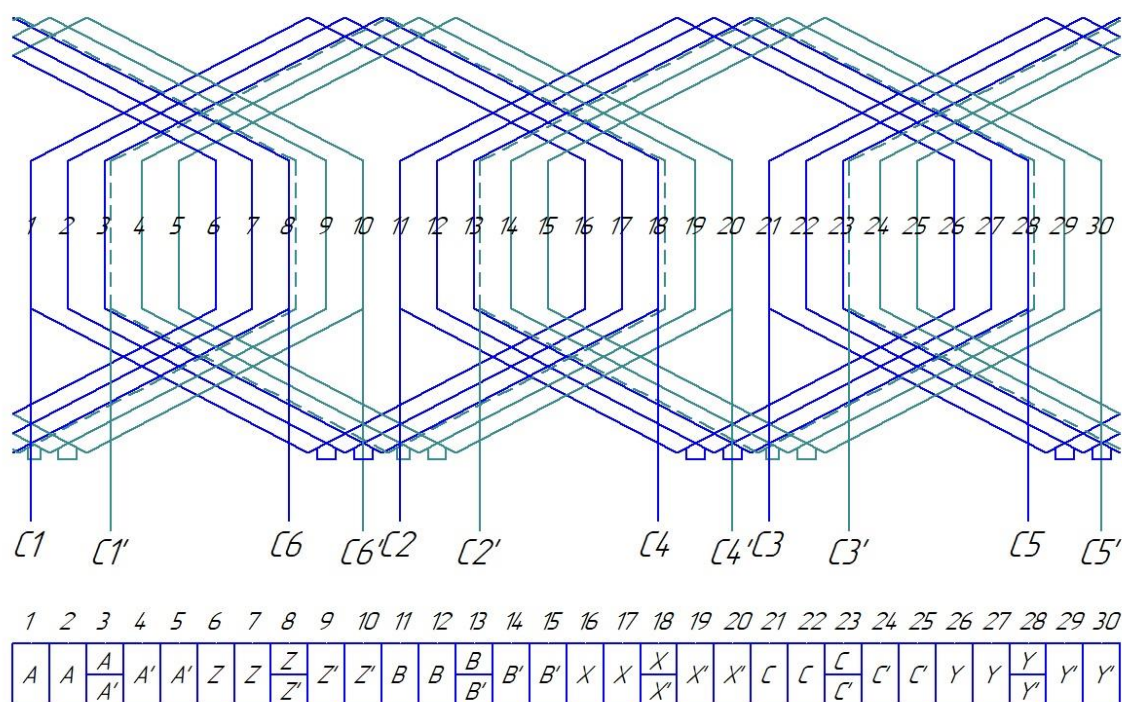 1 2 3 4 5 6 7 8 9 10 11 12 13 14 15 16 17 18 19 20 21 22 23 24 25 26 27 28 29 30
C1 C1' C6 C6' C2 C2' C4 C4' C3 C3' C5 C5'
1 2 3 4 5 6 7 8 9 10 11 12 13 14 15 16 17 18 19 20 21 22 23 24 25 26 27 28 29 30
A A A A' A' Z Z Z Z' Z' B B B B' B' X X X X' X' C C C C' C' Y Y Y Y' Y'
A' Z' B' X' C' Y'